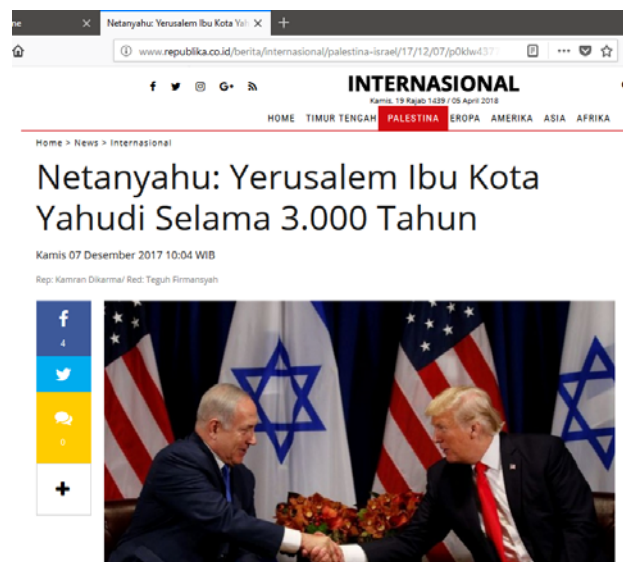 ne
Netanyahu: Yerusalem Ibu Kota Yah
www.republika.co.id/berita/internasional/palestina-israel/17/12/07/p0klw437
INTERNASIONAL
Kamis, 19 Rajab 1439 / 05 April 2018
HOME TIMUR TENGAH PALESTINA EROPA AMERIKA ASIA AFRIKA
Home > News > Internasional
Netanyahu: Yerusalem Ibu Kota
Yahudi Selama 3.000 Tahun
Kamis 07 Desember 2017 10:04 WIB
Rep: Kamran Dikarma/ Red: Teguh Firmansyah
4
0